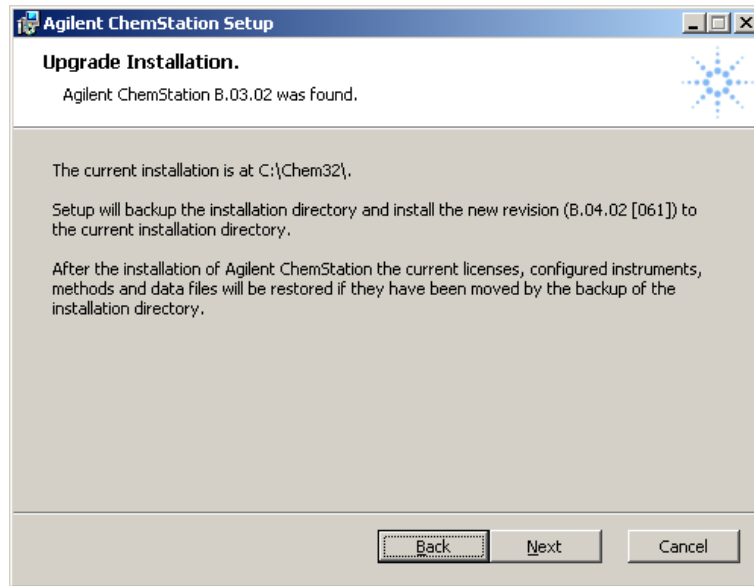 Agilent ChemStation Setup
Upgrade Installation.
Agilent ChemStation B.03.02 was found.
The current installation is at C:\Chem32\.
Setup will backup the installation directory and install the new revision (B.04.02 [061]) to
the current installation directory.
After the installation of Agilent ChemStation the current licenses, configured instruments,
methods and data files will be restored if they have been moved by the backup of the
installation directory.
Back Next Cancel